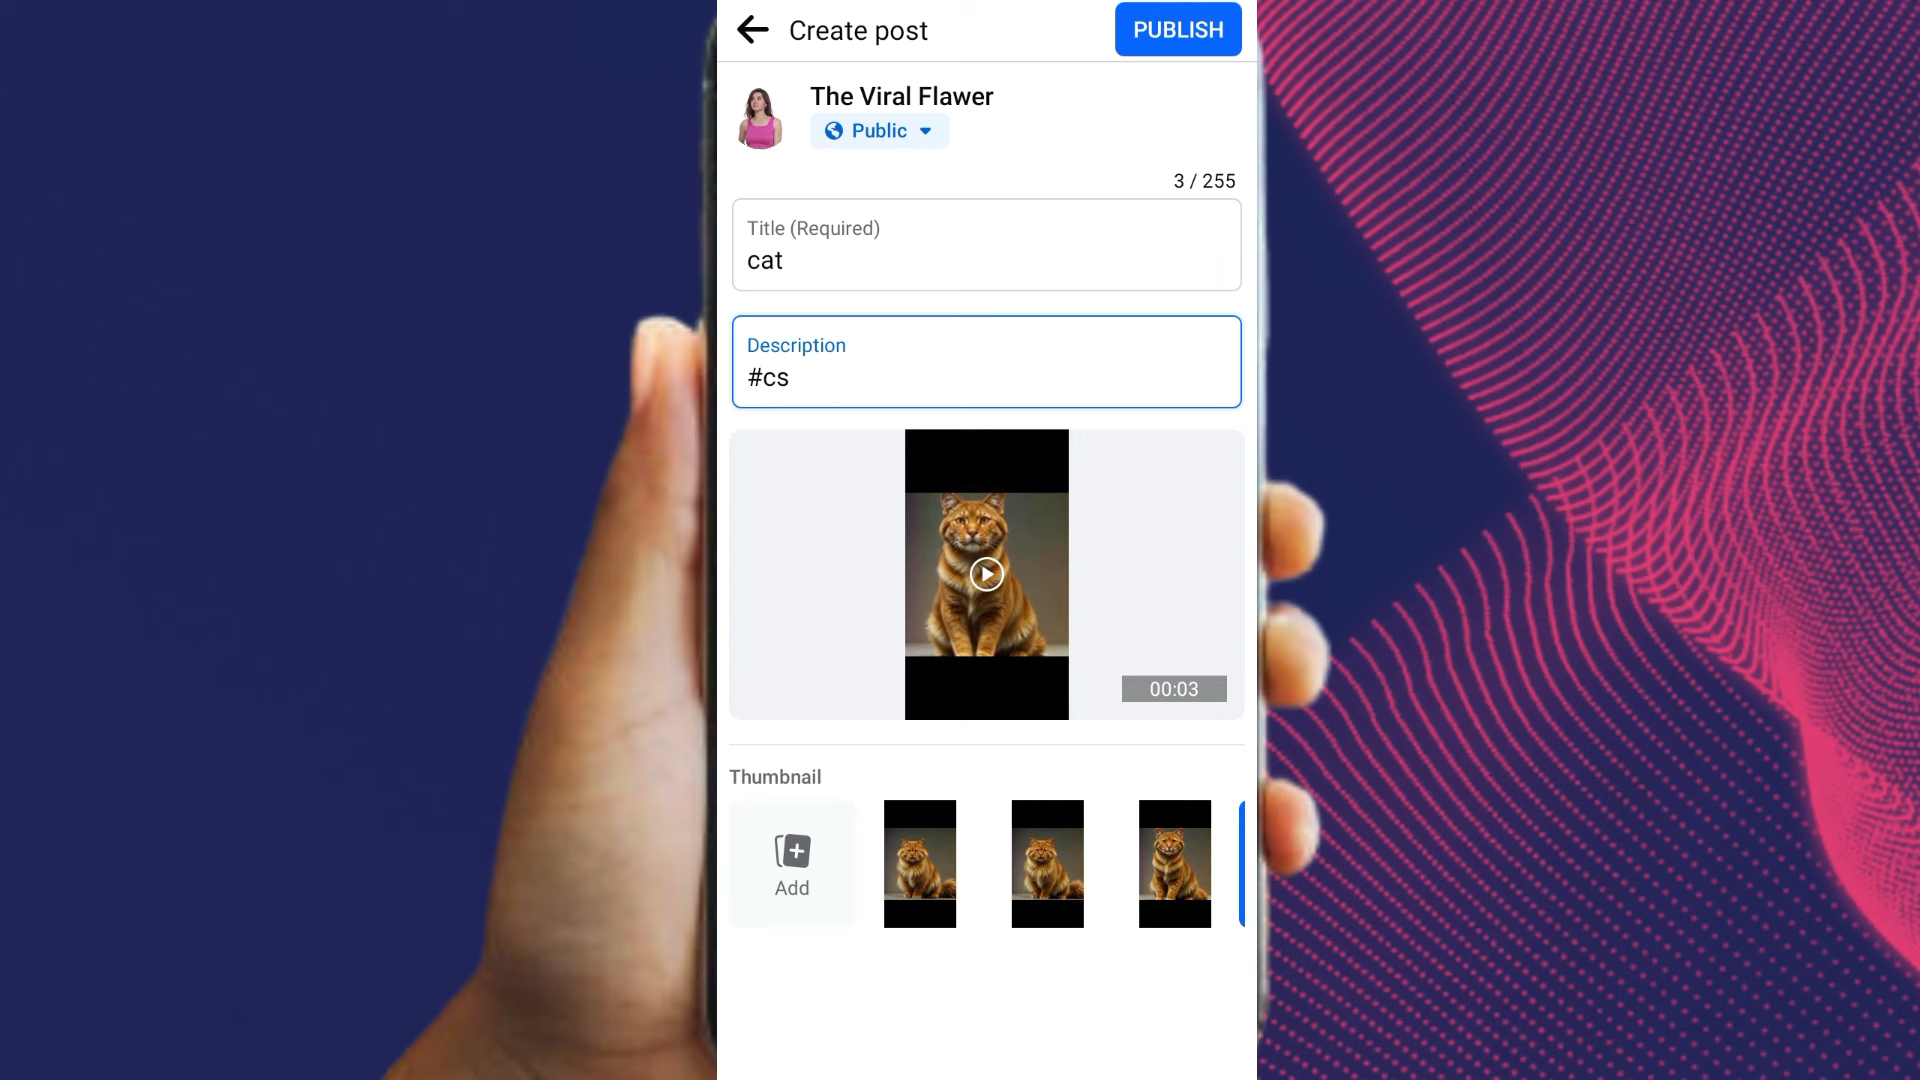 Create post
PUBLISH
The Viral Flawer
Public
3 / 255
Title (Required)
cat
Description
#cs
00:03
Thumbnail
Add